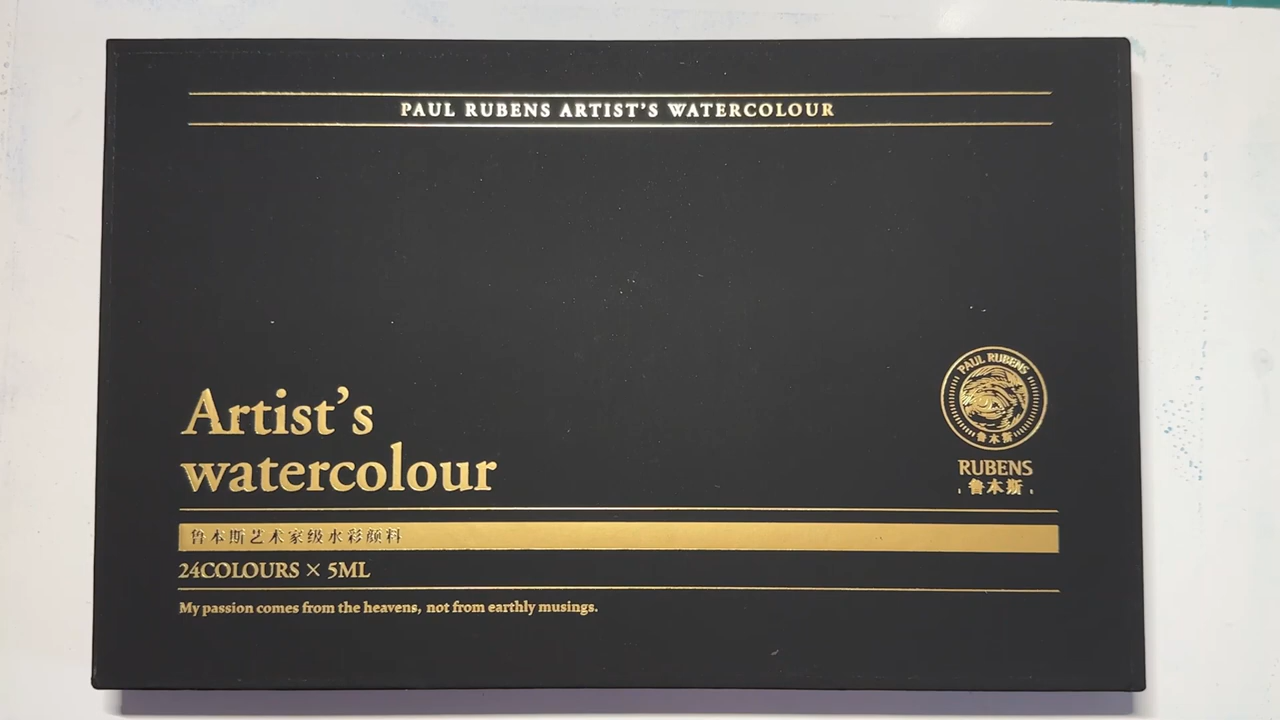 PAUL RUBENS ARTIST'S WATERCOLOUR
Artist's
watercolour
PAUL RUBENS
鲁本斯
RUBENS
鲁本斯
鲁本斯艺术家级水彩颜料
24COLOURS × 5ML
My passion comes from the heavens, not from earthly musings.